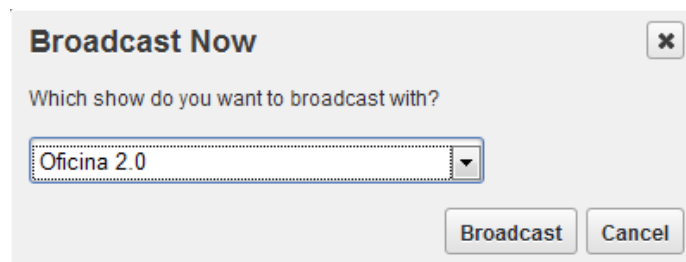 Broadcast Now
Which show do you want to broadcast with?
Oficina 2.0
Broadcast Cancel